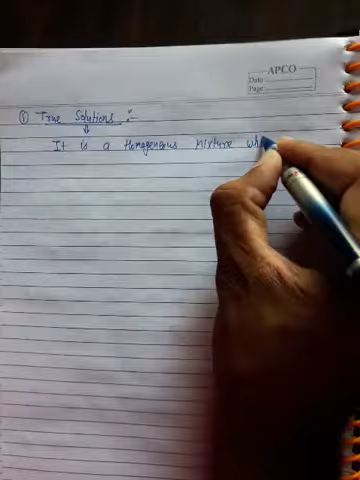 APCO
Date
Page
① True Solutions :-
It is a Homogeneous Mixture wh